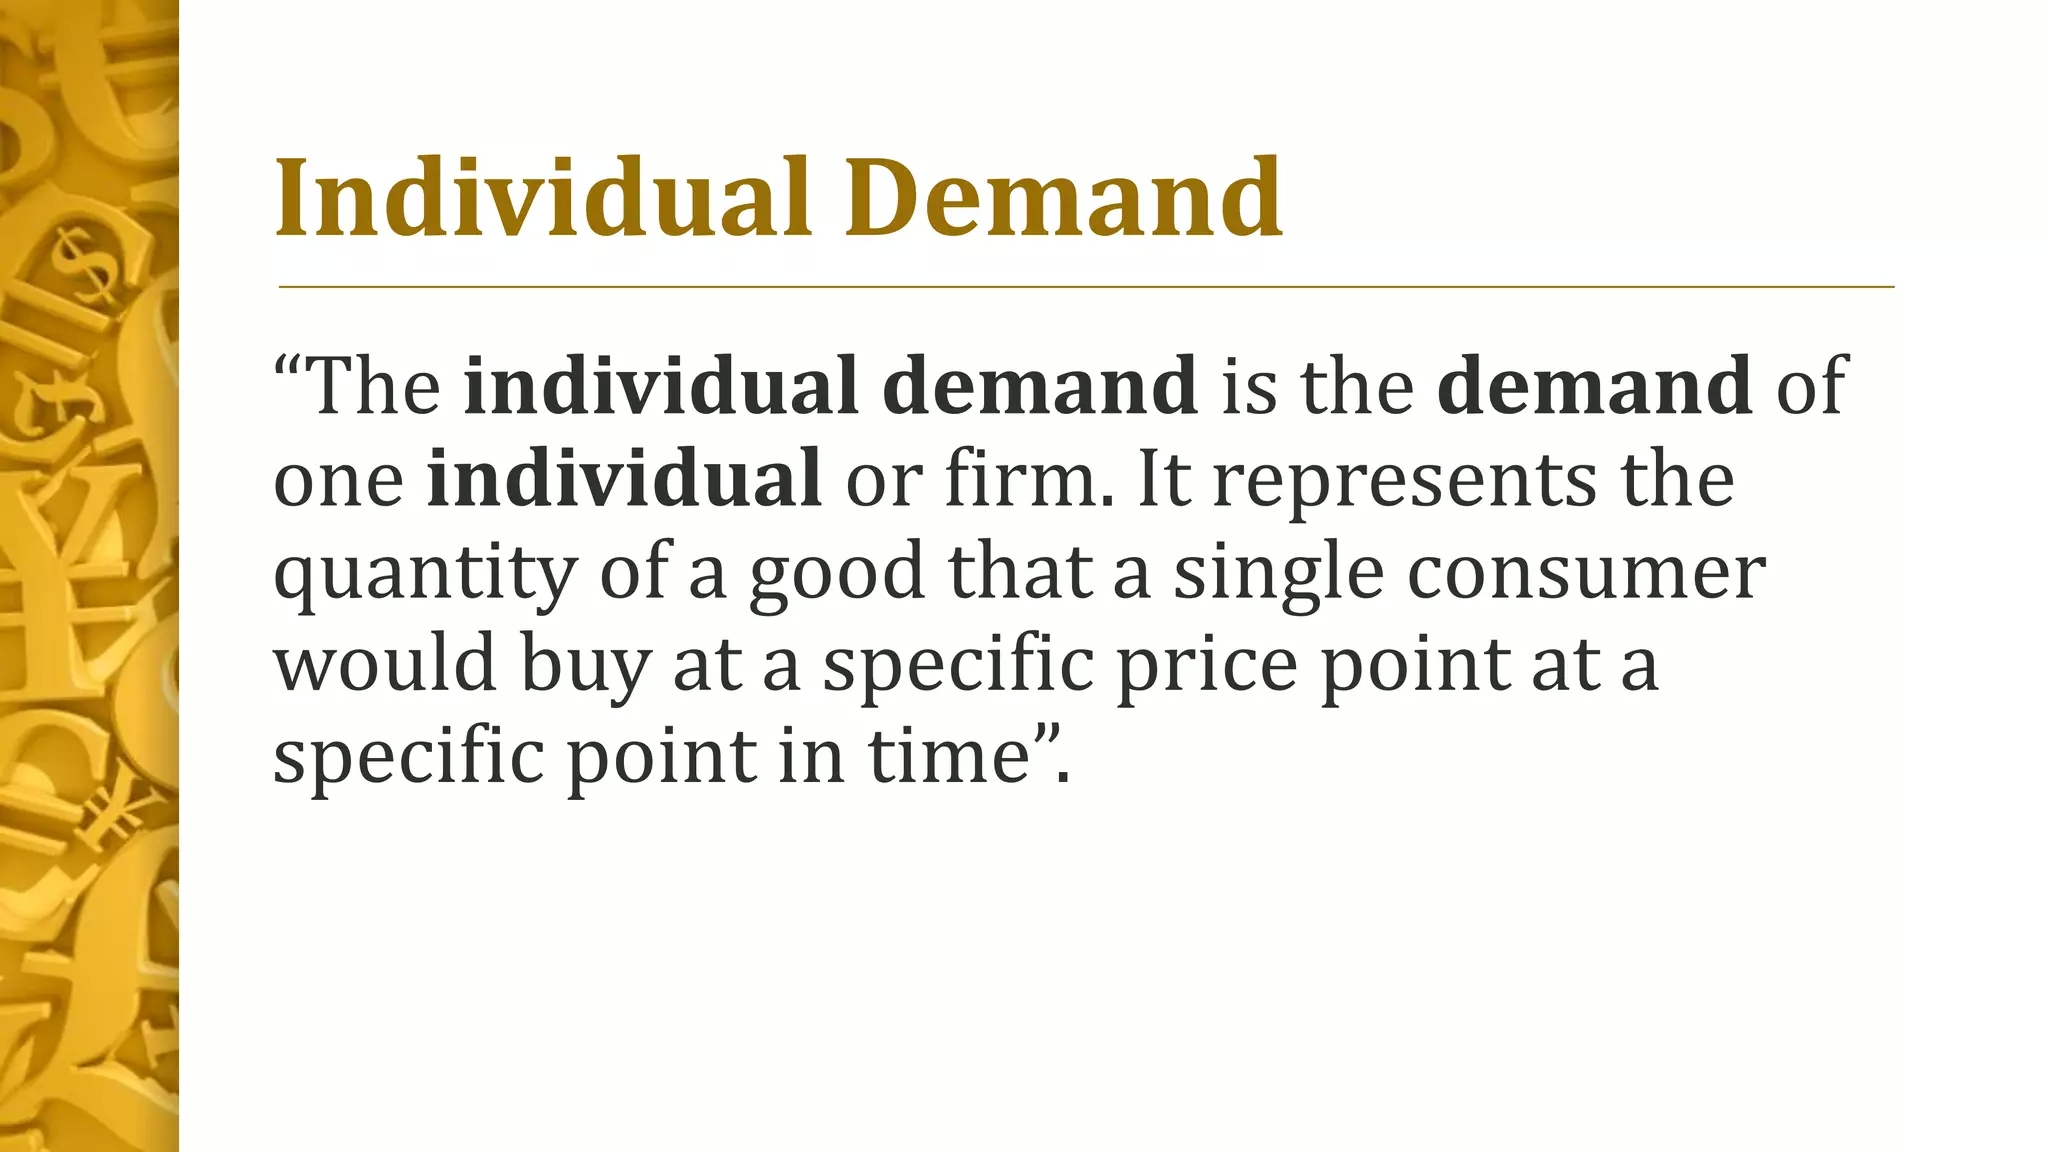 Individual Demand
“The individual demand is the demand of
one individual or firm. It represents the
quantity of a good that a single consumer
would buy at a specific price point at a
specific point in time”.